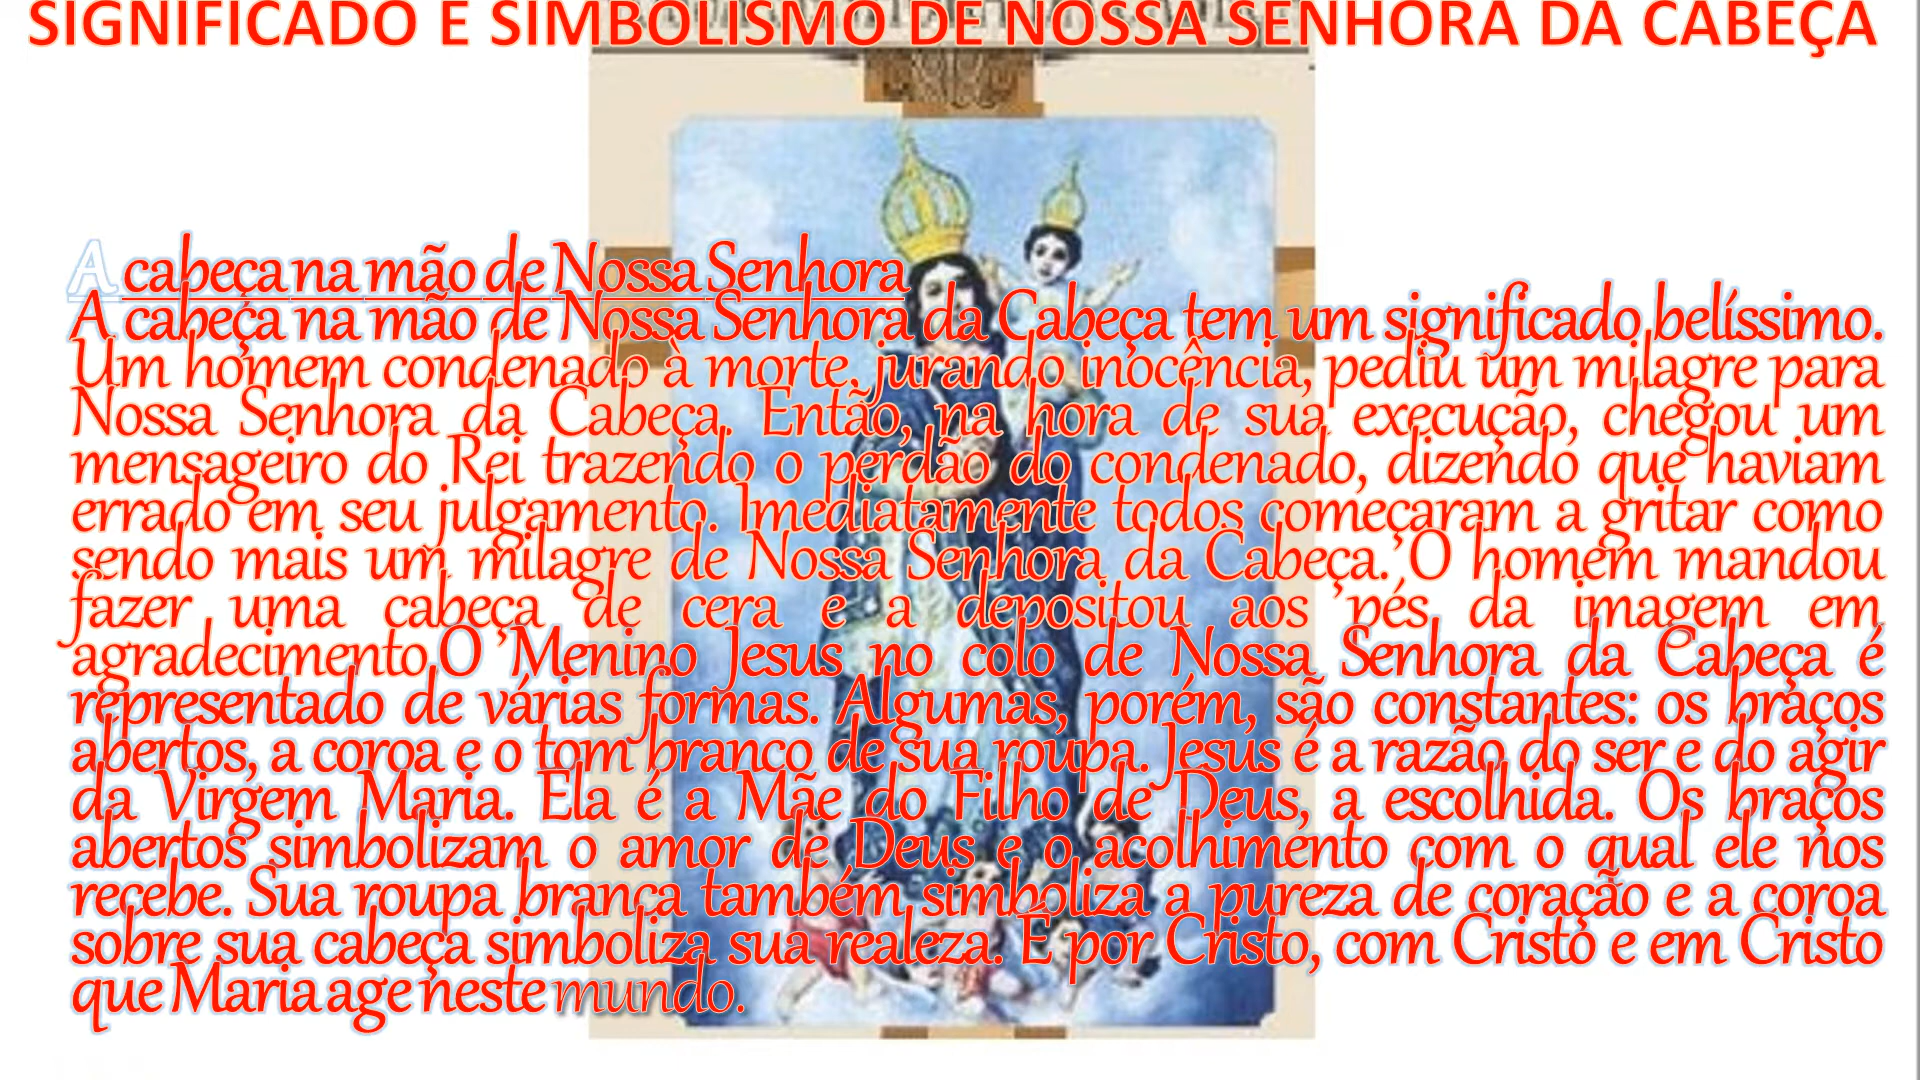 SIGNIFICADO E SIMBOLISMO DE NOSSA SENHORA DA CABEÇA
A cabeça na mão de Nossa Senhora
A cabeça na mão de Nossa Senhora da Cabeça tem um significado belíssimo.
Um homem condenado à morte, jurando inocência, pediu um milagre para
Nossa Senhora da Cabeça. Então, na hora de sua execução, chegou um
mensageiro do Rei trazendo o perdão do condenado, dizendo que haviam
errado em seu julgamento. Imediatamente todos começaram a gritar como
sendo mais um milagre de Nossa Senhora da Cabeça. O homem mandou
fazer uma cabeça de cera e a depositou aos pés da imagem em
agradecimento.O Menino Jesus no colo de Nossa Senhora da Cabeça é
representado de várias formas. Algumas, porém, são constantes: os braços
abertos, a coroa e o tom branco de sua roupa. Jesus é a razão do ser e do agir
da Virgem Maria. Ela é a Mãe do Filho de Deus, a escolhida. Os braços
abertos simbolizam o amor de Deus e o acolhimento com o qual ele nos
recebe. Sua roupa branca também simboliza a pureza de coração e a coroa
sobre sua cabeça simboliza sua realeza. É por Cristo, com Cristo e em Cristo
que Maria age neste mundo.